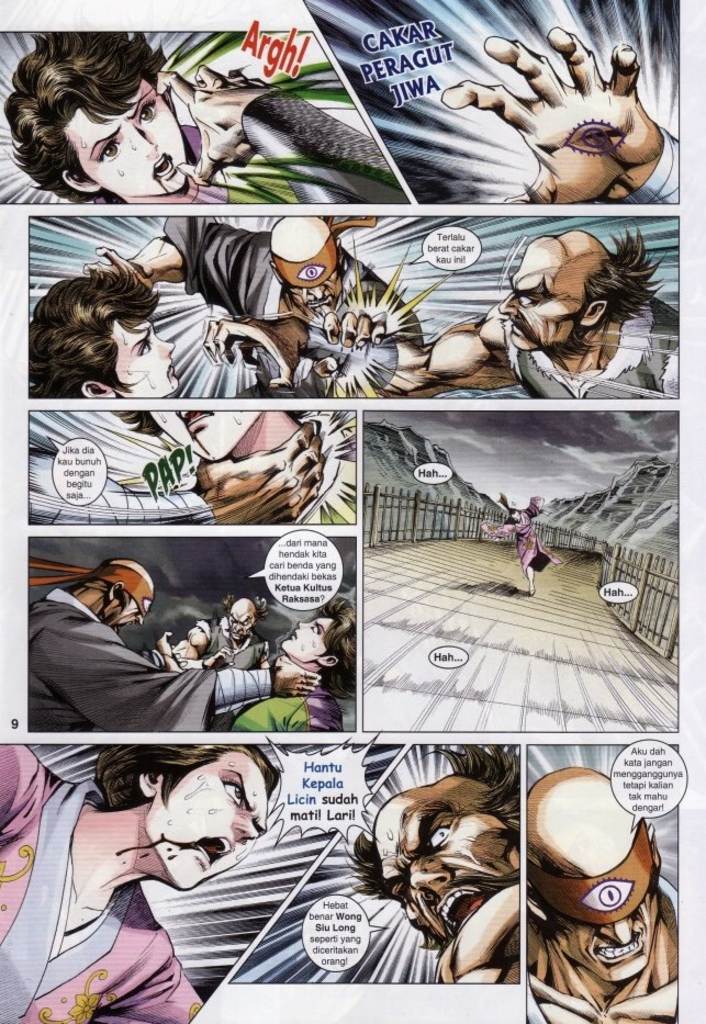 Argh!
CAKAR
PERAGUT
JIWA
Terlalu
berat cakar
kau ini!
Jika dia
kau bunuh
dengan
begitu
saja...
PAP!
...dari mana
hendak kita
cari benda yang
dihendaki bekas
Ketua Kultus
Raksasa?
Hah...
Hah...
Hah...
9
Hantu
Kepala
Licin sudah
mati! Lari!
Hebat
benar Wong
Siu Long
seperti yang
diceritakan
orang!
Aku dah
kata jangan
mengganggunya
tetapi kalian
tak mahu
dengar!